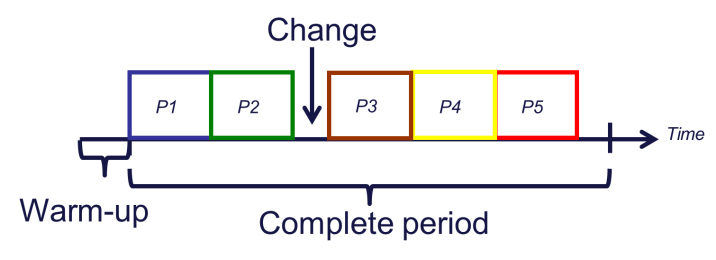 Change
P1
P2
P3
P4
P5
Time
Warm-up
Complete period